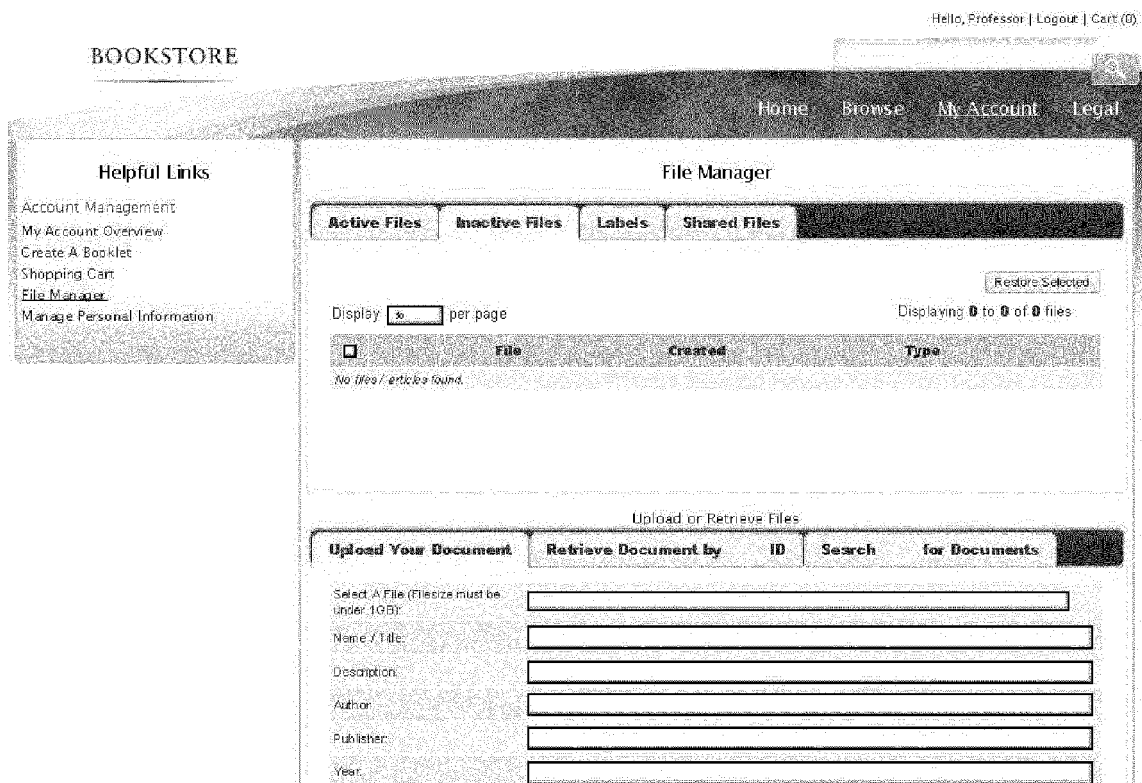 Hello, Professor | Logout | Cart (0)
BOOKSTORE
Home Browse My Account Legal
Helpful Links
Account Management
My Account Overview
Create A Booklet
Shopping Cart
File Manager
Manage Personal Information
File Manager
Active Files Inactive Files Labels Shared Files
Restore Selected
Display per page
Displaying 0 to 0 of 0 files
File Created Type
No files / articles found.
Upload or Retrieve Files
Upload Your Document Retrieve Document by ID Search for Documents
Select A File (Filesize must be
under 1GB):
Name / Title:
Description:
Author:
Publisher:
Year: